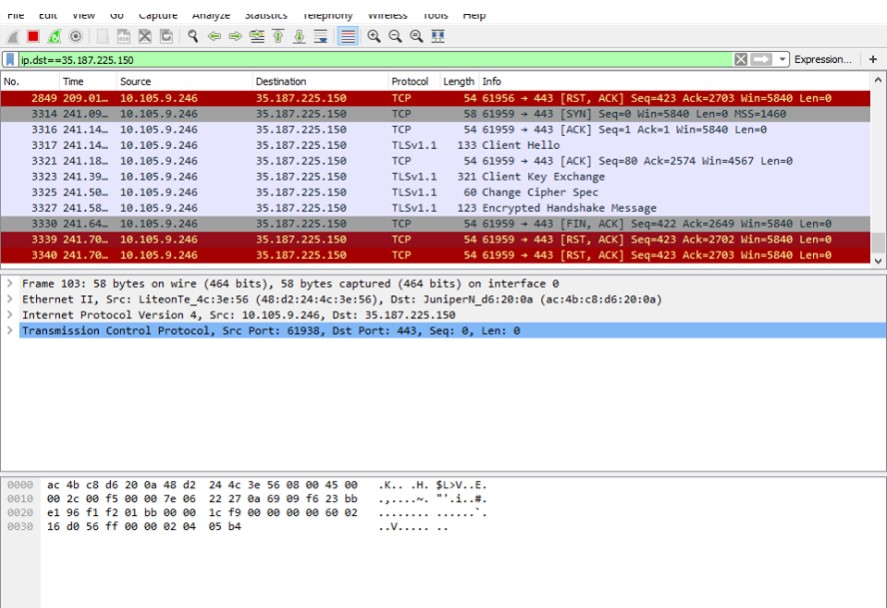 File Edit View Go Capture Analyze Statistics Telephony Wireless Tools Help
ip.dst==35.187.225.150 Expression... +
No. Time Source Destination Protocol Length Info
2849 209.01… 10.105.9.246 35.187.225.150 TCP 54 61956 → 443 [RST, ACK] Seq=423 Ack=2703 Win=5840 Len=0
3314 241.09… 10.105.9.246 35.187.225.150 TCP 58 61959 → 443 [SYN] Seq=0 Win=5840 Len=0 MSS=1460
3316 241.14… 10.105.9.246 35.187.225.150 TCP 54 61959 → 443 [ACK] Seq=1 Ack=1 Win=5840 Len=0
3317 241.14… 10.105.9.246 35.187.225.150 TLSv1.1 133 Client Hello
3321 241.18… 10.105.9.246 35.187.225.150 TCP 54 61959 → 443 [ACK] Seq=80 Ack=2574 Win=4567 Len=0
3323 241.39… 10.105.9.246 35.187.225.150 TLSv1.1 321 Client Key Exchange
3325 241.50… 10.105.9.246 35.187.225.150 TLSv1.1 60 Change Cipher Spec
3327 241.58… 10.105.9.246 35.187.225.150 TLSv1.1 123 Encrypted Handshake Message
3330 241.64… 10.105.9.246 35.187.225.150 TCP 54 61959 → 443 [FIN, ACK] Seq=422 Ack=2649 Win=5840 Len=0
3339 241.70… 10.105.9.246 35.187.225.150 TCP 54 61959 → 443 [RST, ACK] Seq=423 Ack=2702 Win=5840 Len=0
3340 241.70… 10.105.9.246 35.187.225.150 TCP 54 61959 → 443 [RST, ACK] Seq=423 Ack=2703 Win=5840 Len=0
> Frame 103: 58 bytes on wire (464 bits), 58 bytes captured (464 bits) on interface 0
> Ethernet II, Src: LiteonTe_4c:3e:56 (48:d2:24:4c:3e:56), Dst: JuniperN_d6:20:0a (ac:4b:c8:d6:20:0a)
> Internet Protocol Version 4, Src: 10.105.9.246, Dst: 35.187.225.150
> Transmission Control Protocol, Src Port: 61938, Dst Port: 443, Seq: 0, Len: 0
0000 ac 4b c8 d6 20 0a 48 d2 24 4c 3e 56 08 00 45 00 .K.. .H. $L>V..E.
0010 00 2c 00 f5 00 00 7e 06 22 27 0a 69 09 f6 23 bb .,....~. "'.i..#.
0020 e1 96 f1 f2 01 bb 00 00 1c f9 00 00 00 00 60 02 ........ ......`.
0030 16 d0 56 ff 00 00 02 04 05 b4 ..V..... ..